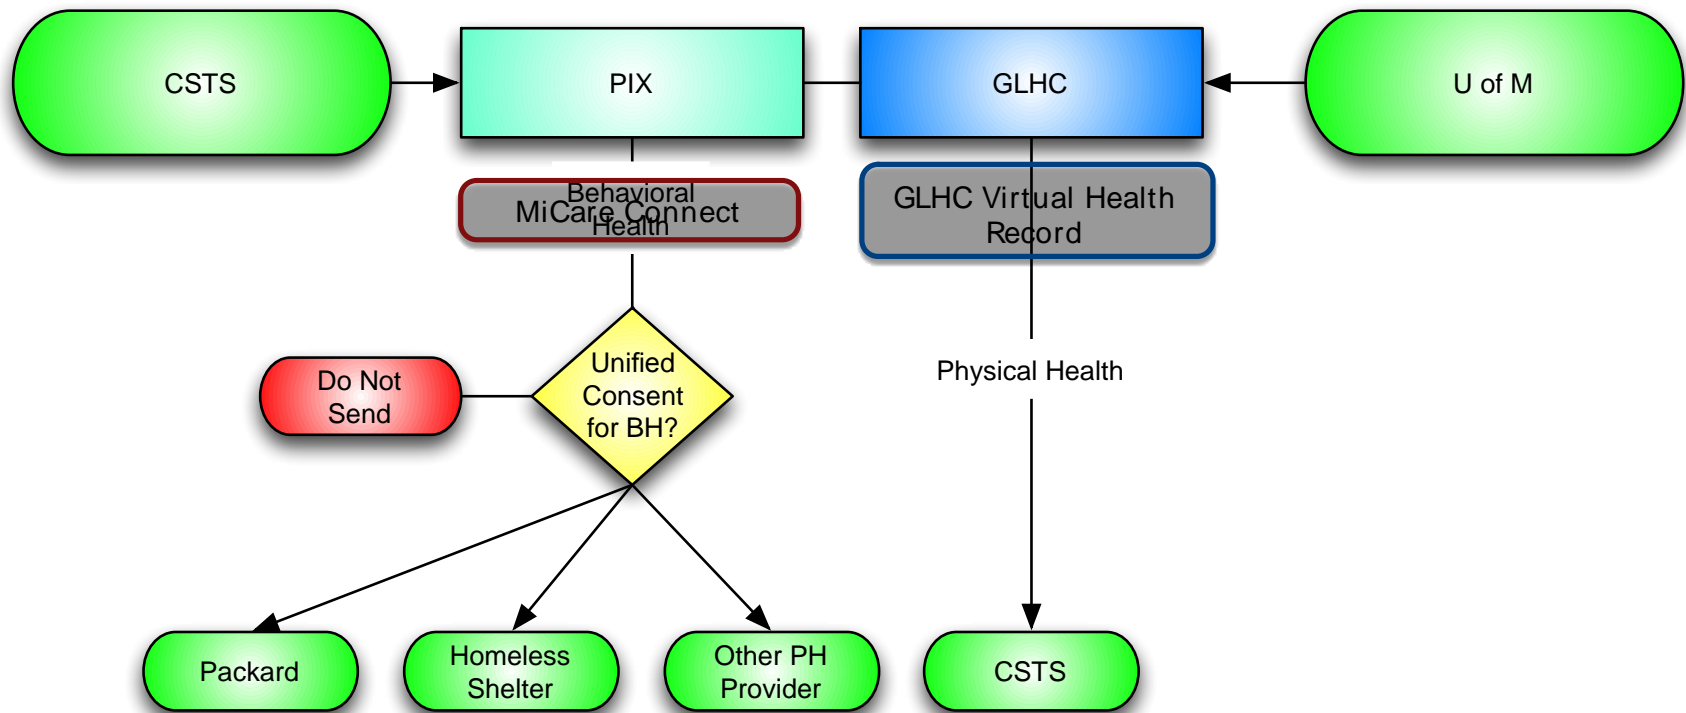 CSTS
PIX
GLHC
U of M
Behavioral
Health
MiCare Connect
GLHC Virtual Health
Record
Unified
Consent
for BH?
Do Not
Send
Physical Health
Packard
Homeless
Shelter
Other PH
Provider
CSTS